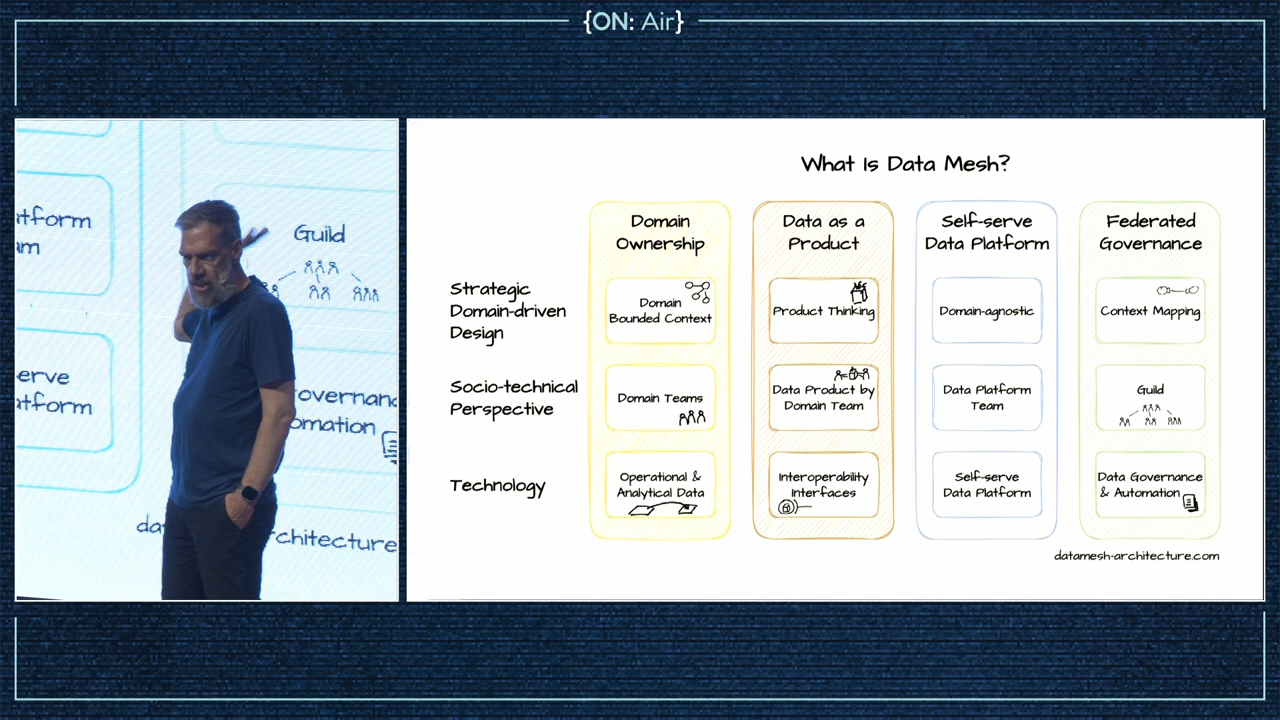 {ON: Air}
tform
am
Guild
erve
tform
overnanc
omation
da
rchitecture
What Is Data Mesh?
Domain
Ownership
Data as a
Product
Self-serve
Data Platform
Federated
Governance
Strategic
Domain-driven
Design
Domain
Bounded Context
Product Thinking
Domain-agnostic
Context Mapping
Socio-technical
Perspective
Domain Teams
Data Product by
Domain Team
Data Platform
Team
Guild
Technology
Operational &
Analytical Data
Interoperability
Interfaces
Self-serve
Data Platform
Data Governance
& Automation
datamesh-architecture.com